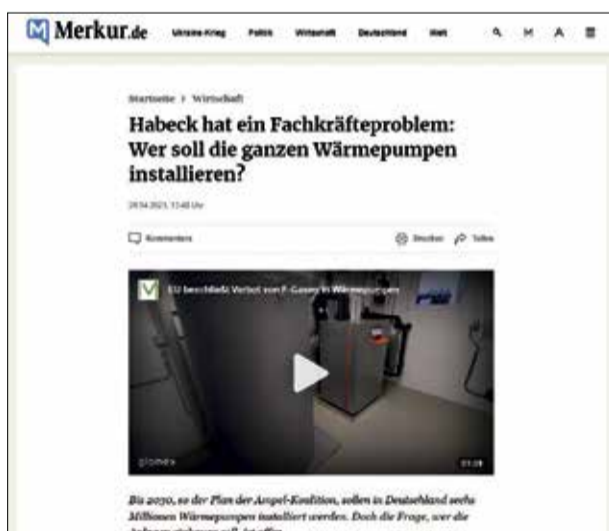 Merkur.de
Ukraine-Krieg Politik Wirtschaft Deutschland Welt
Startseite > Wirtschaft
Habeck hat ein Fachkräfteproblem:
Wer soll die ganzen Wärmepumpen
installieren?
Kommentare Drucken Teilen
EU beschließt Verbot von F-Gasen in Wärmepumpen
glomex
Bis 2030, so der Plan der Ampel-Koalition, sollen in Deutschland sechs
Millionen Wärmepumpen installiert werden. Doch die Frage, wer die